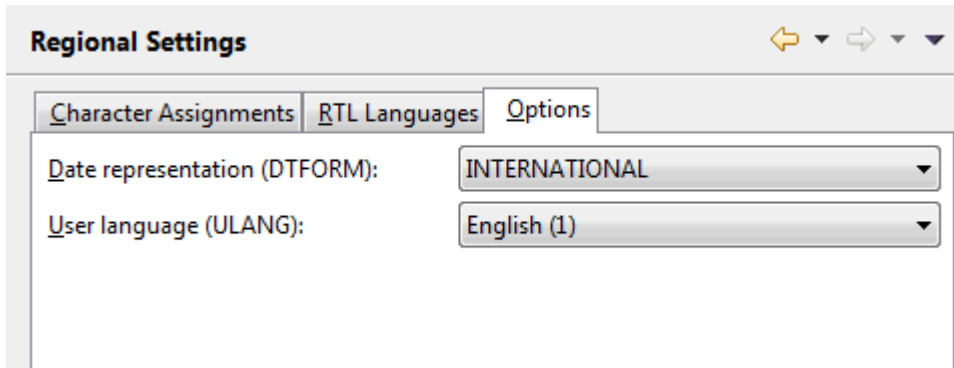 Regional Settings
Character Assignments RTL Languages Options
Date representation (DTFORM): INTERNATIONAL
User language (ULANG): English (1)